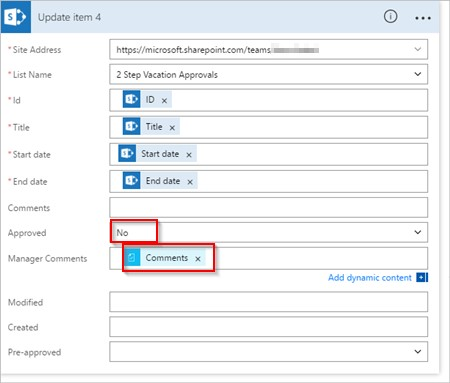 Update item 4
* Site Address https://microsoft.sharepoint.com/teams
* List Name 2 Step Vacation Approvals
* Id ID x
* Title Title x
* Start date Start date x
* End date End date x
Comments
Approved No
Manager Comments Comments x
Add dynamic content
Modified
Created
Pre-approved